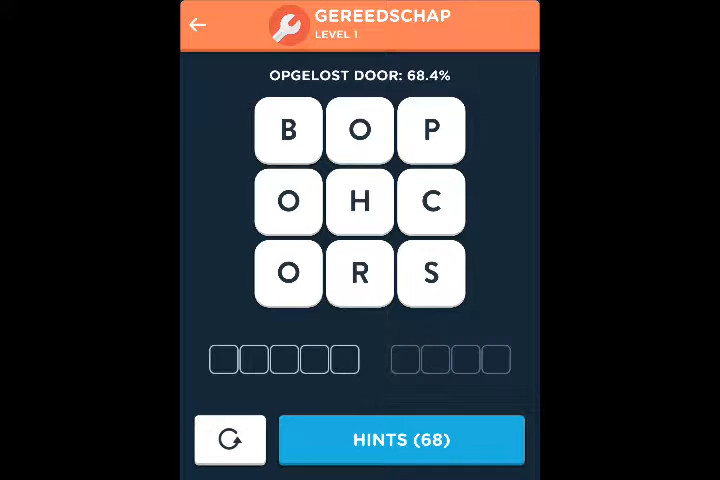 GEREEDSCHAP
LEVEL 1
OPGELOST DOOR: 68.4%
B O P
O H C
O R S
HINTS (68)